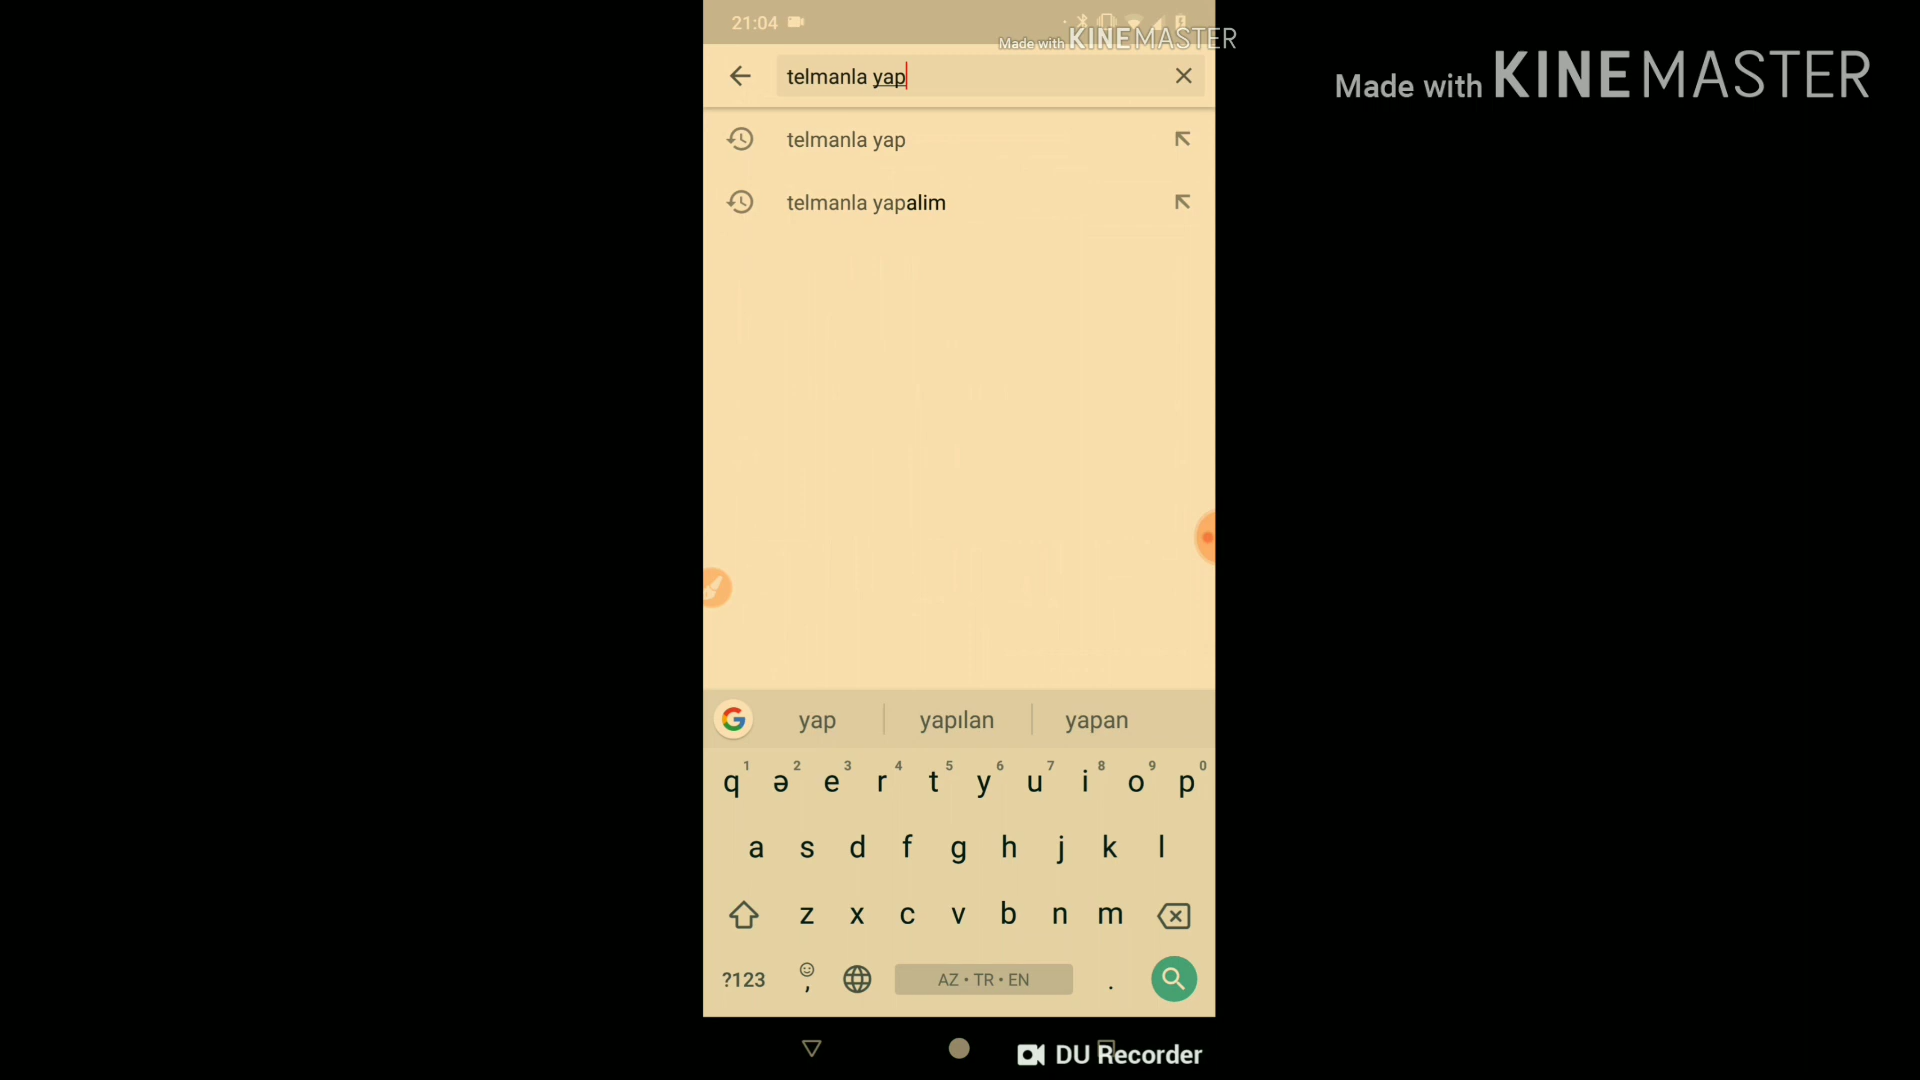 21:04
Made with KINEMASTER
Made with KINEMASTER
telmanla yap
telmanla yap
telmanla yapalim
yap yapılan yapan
1 2 3 4 5 6 7 8 9 0
q ə e r t y u i o p
a s d f g h j k l
z x c v b n m
?123 , AZ • TR • EN .
DU Recorder